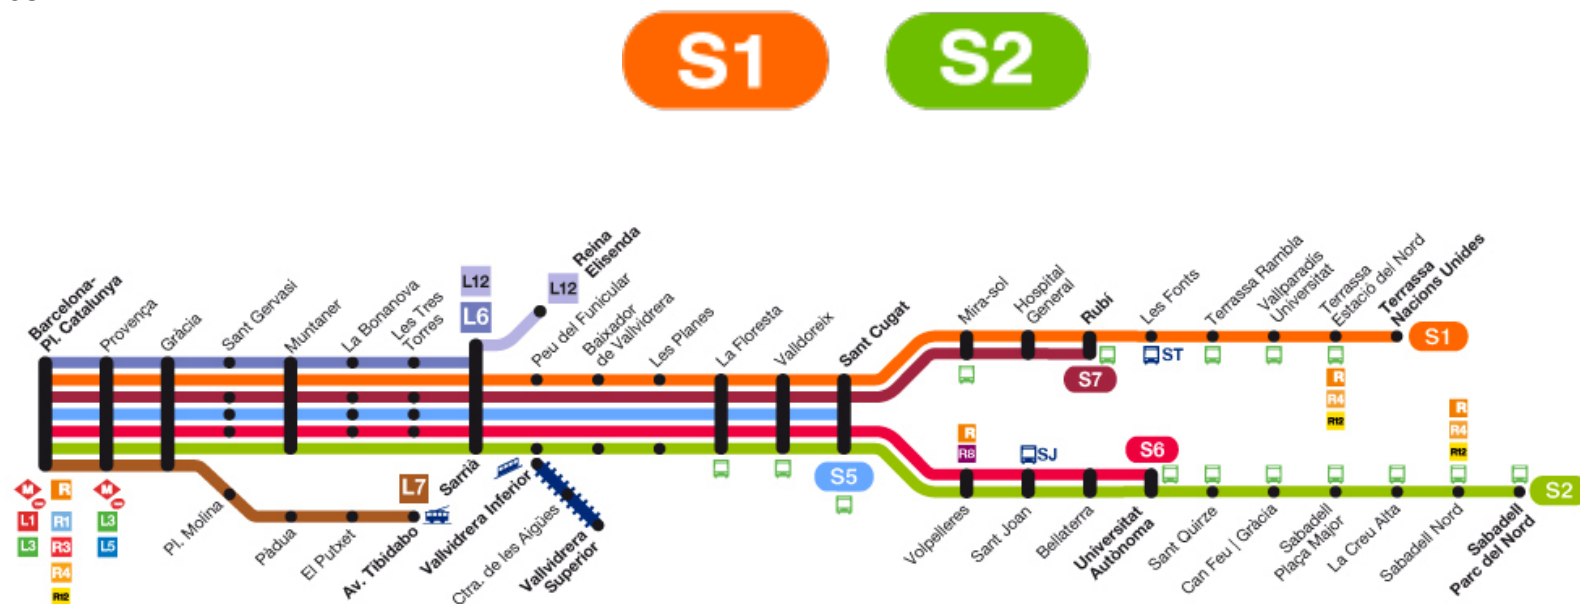 S1
S2
Barcelona-
Pl. Catalunya
Provença
Gràcia
Sant Gervasi
Muntaner
La Bonanova
Les Tres
Torres
L12
L6
L12
Reina
Elisenda
Peu del Funicular
Baixador
de Vallvidrera
Les Planes
La Floresta
Valldoreix
Sant Cugat
Mira-sol
Hospital
General
Rubí
Les Fonts
Terrassa Rambla
Vallparadís
Universitat
Terrassa
Estació del Nord
Terrassa
Nacions Unides
S1
ST
S7
R
R4
R12
R
R8
SJ
S6
R
R4
R12
S5
S2
M
L1
L3
R
R1
R3
R4
R12
M
L3
L5
Pl. Molina
Pàdua
El Putxet
L7
Av. Tibidabo
Sarrià
Vallvidrera Inferior
Ctra. de les Aigües
Vallvidrera
Superior
Volpelleres
Sant Joan
Bellaterra
Universitat
Autònoma
Sant Quirze
Can Feu | Gràcia
Sabadell
Plaça Major
La Creu Alta
Sabadell Nord
Sabadell
Parc del Nord